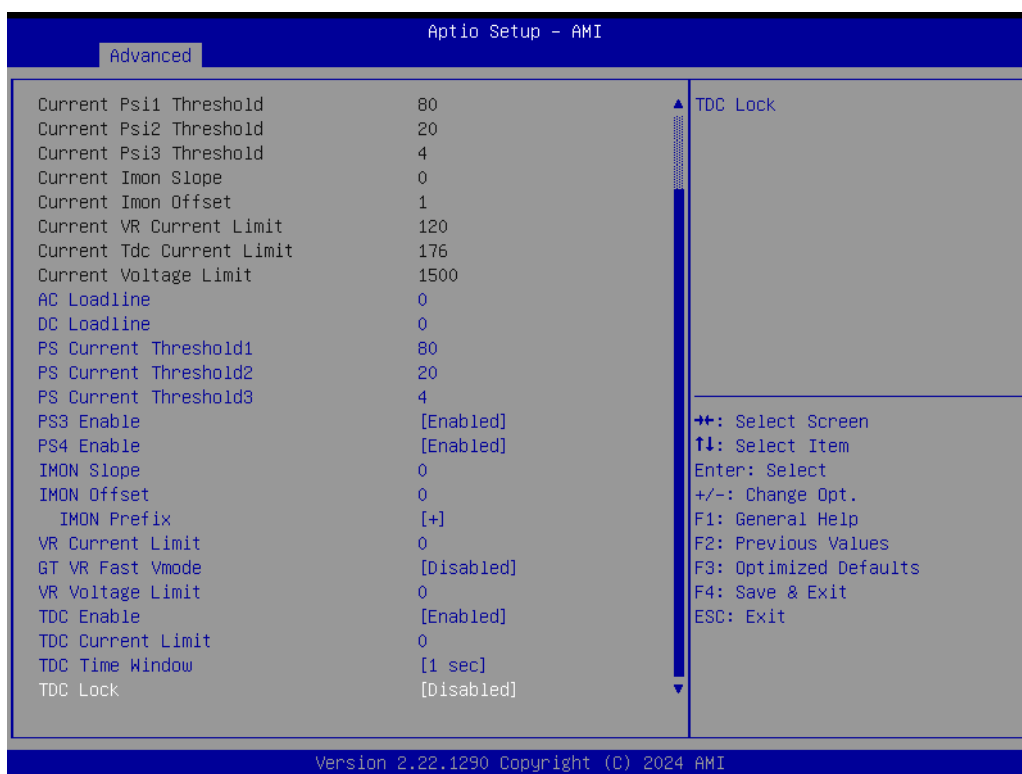 Aptio Setup – AMI
Advanced
Current Psi1 Threshold 80
Current Psi2 Threshold 20
Current Psi3 Threshold 4
Current Imon Slope 0
Current Imon Offset 1
Current VR Current Limit 120
Current Tdc Current Limit 176
Current Voltage Limit 1500
AC Loadline 0
DC Loadline 0
PS Current Threshold1 80
PS Current Threshold2 20
PS Current Threshold3 4
PS3 Enable [Enabled]
PS4 Enable [Enabled]
IMON Slope 0
IMON Offset 0
IMON Prefix [+]
VR Current Limit 0
GT VR Fast Vmode [Disabled]
VR Voltage Limit 0
TDC Enable [Enabled]
TDC Current Limit 0
TDC Time Window [1 sec]
TDC Lock [Disabled]
TDC Lock
→←: Select Screen
↑↓: Select Item
Enter: Select
+/-: Change Opt.
F1: General Help
F2: Previous Values
F3: Optimized Defaults
F4: Save & Exit
ESC: Exit
Version 2.22.1290 Copyright (C) 2024 AMI